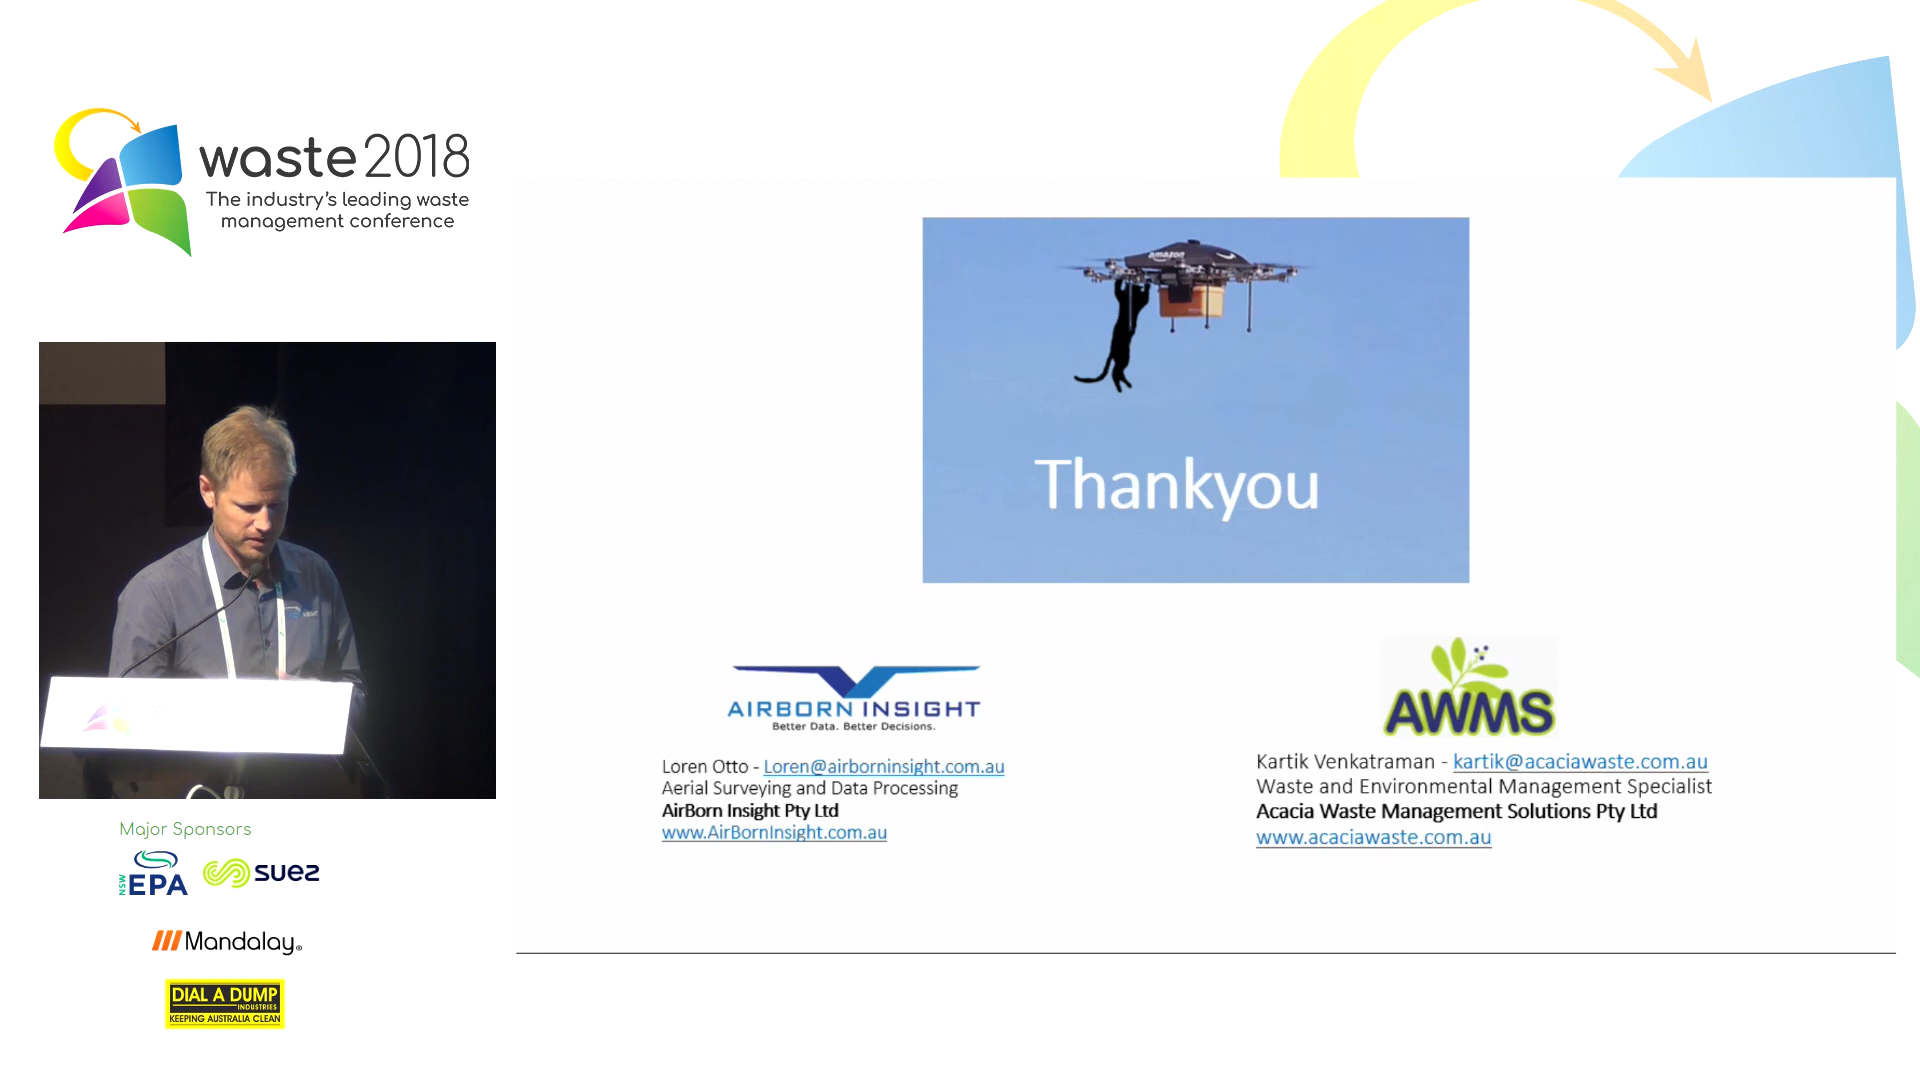 waste 2018
The industry's leading waste
management conference
amazon
Thankyou
AIRBORN INSIGHT
Better Data. Better Decisions.
Loren Otto - Loren@airborninsight.com.au
Aerial Surveying and Data Processing
AirBorn Insight Pty Ltd
www.AirBornInsight.com.au
AWMS
Kartik Venkatraman - kartik@acaciawaste.com.au
Waste and Environmental Management Specialist
Acacia Waste Management Solutions Pty Ltd
www.acaciawaste.com.au
Major Sponsors
NSW EPA
suez
Mandalay®
DIAL A DUMP
INDUSTRIES
KEEPING AUSTRALIA CLEAN